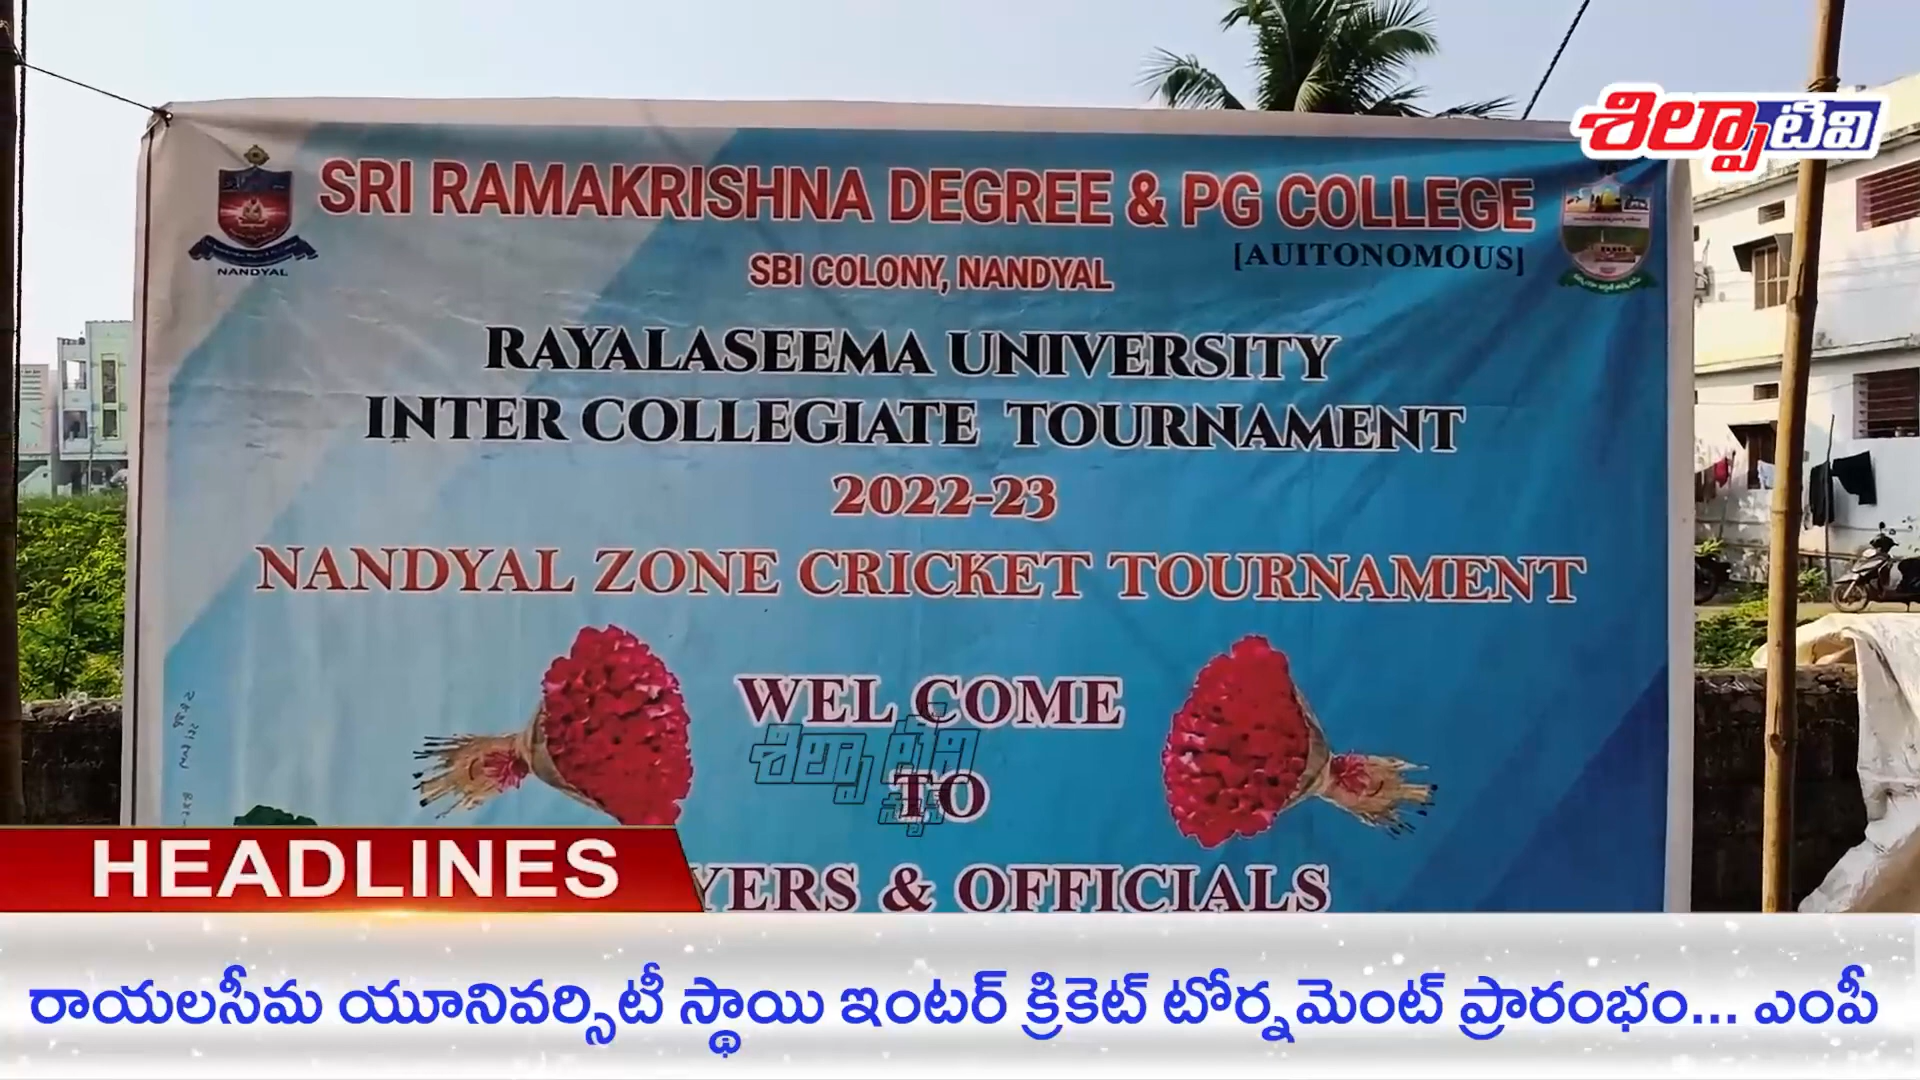 శిల్పా టీవి
SRI RAMAKRISHNA DEGREE & PG COLLEGE
[AUITONOMOUS]
NANDYAL
SBI COLONY, NANDYAL
RAYALASEEMA UNIVERSITY
INTER COLLEGIATE TOURNAMENT
2022-23
NANDYAL ZONE CRICKET TOURNAMENT
WEL COME
శిల్పా టీవి
TO
న్యూస్
YERS & OFFICIALS
HEADLINES
రాయలసీమ యూనివర్సిటీ స్థాయి ఇంటర్ క్రికెట్ టోర్నమెంట్ ప్రారంభం... ఎంపీ